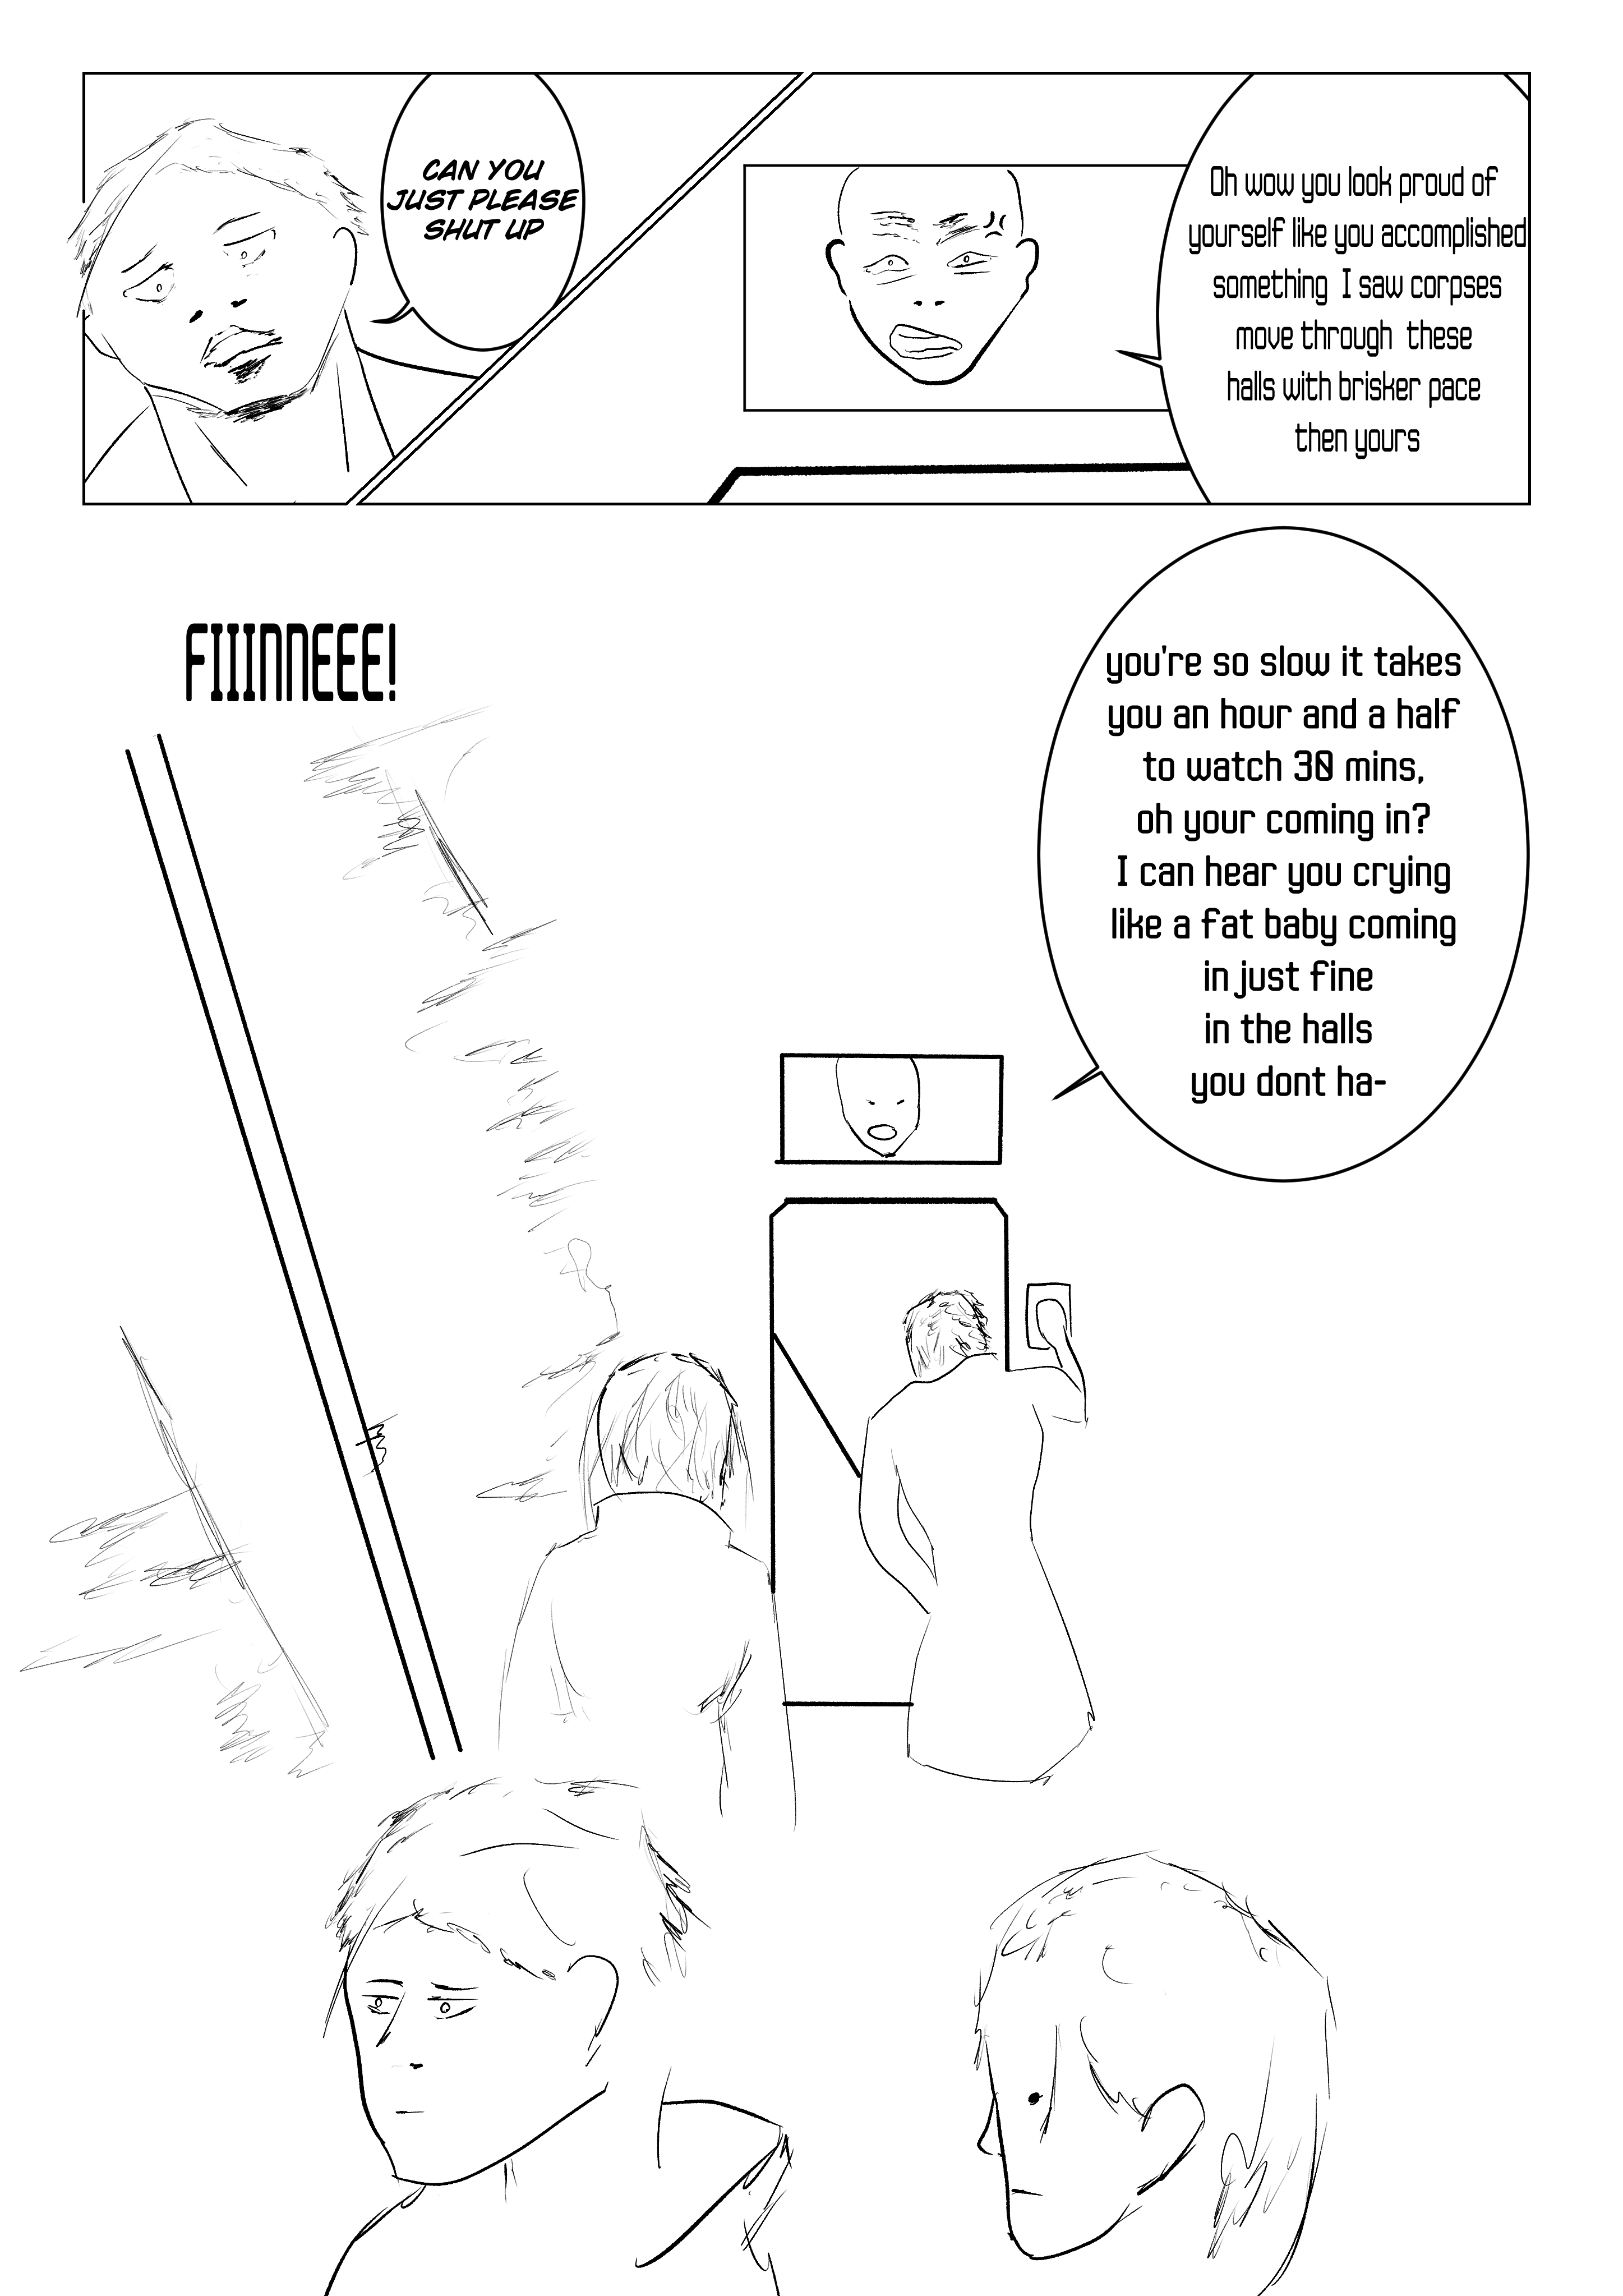 CAN YOU
JUST PLEASE
SHUT UP
Oh wow you look proud of
yourself like you accomplished
something I saw corpses
move through these
halls with brisker pace
then yours
FIIINNEEE!
you're so slow it takes
you an hour and a half
to watch 30 mins,
oh your coming in?
I can hear you crying
like a fat baby coming
in just fine
in the halls
you dont ha-